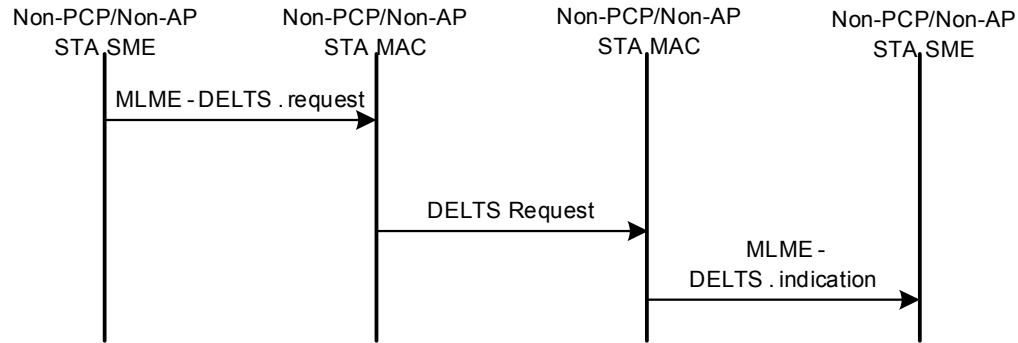 Non-PCP/Non-AP
STA SME
Non-PCP/Non-AP
STA MAC
Non-PCP/Non-AP
STA MAC
Non-PCP/Non-AP
STA SME
MLME - DELTS . request
DELTS Request
MLME -
DELTS . indication